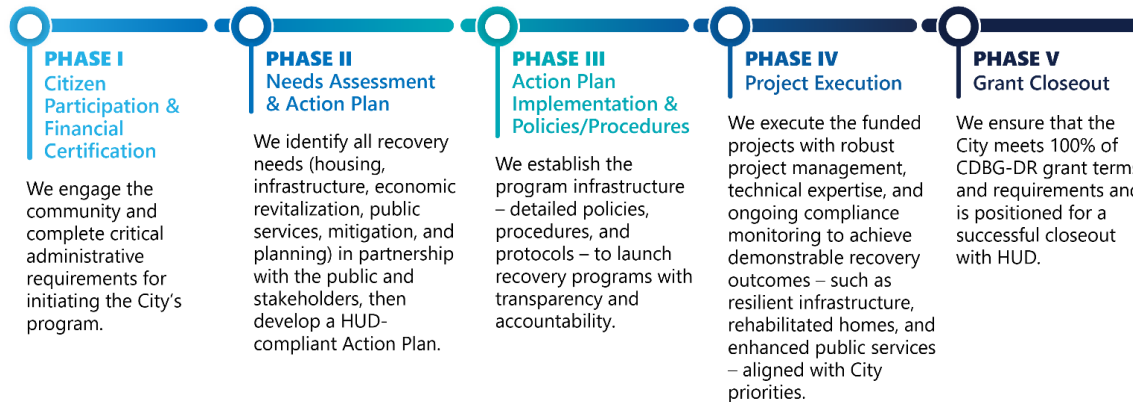 PHASE I
Citizen
Participation &
Financial
Certification
We engage the
community and
complete critical
administrative
requirements for
initiating the City's
program.
PHASE II
Needs Assessment
& Action Plan
We identify all recovery
needs (housing,
infrastructure, economic
revitalization, public
services, mitigation, and
planning) in partnership
with the public and
stakeholders, then
develop a HUD-
compliant Action Plan.
PHASE III
Action Plan
Implementation &
Policies/Procedures
We establish the
program infrastructure
– detailed policies,
procedures, and
protocols – to launch
recovery programs with
transparency and
accountability.
PHASE IV
Project Execution
We execute the funded
projects with robust
project management,
technical expertise, and
ongoing compliance
monitoring to achieve
demonstrable recovery
outcomes – such as
resilient infrastructure,
rehabilitated homes, and
enhanced public services
– aligned with City
priorities.
PHASE V
Grant Closeout
We ensure that the
City meets 100% of
CDBG-DR grant terms
and requirements and
is positioned for a
successful closeout
with HUD.